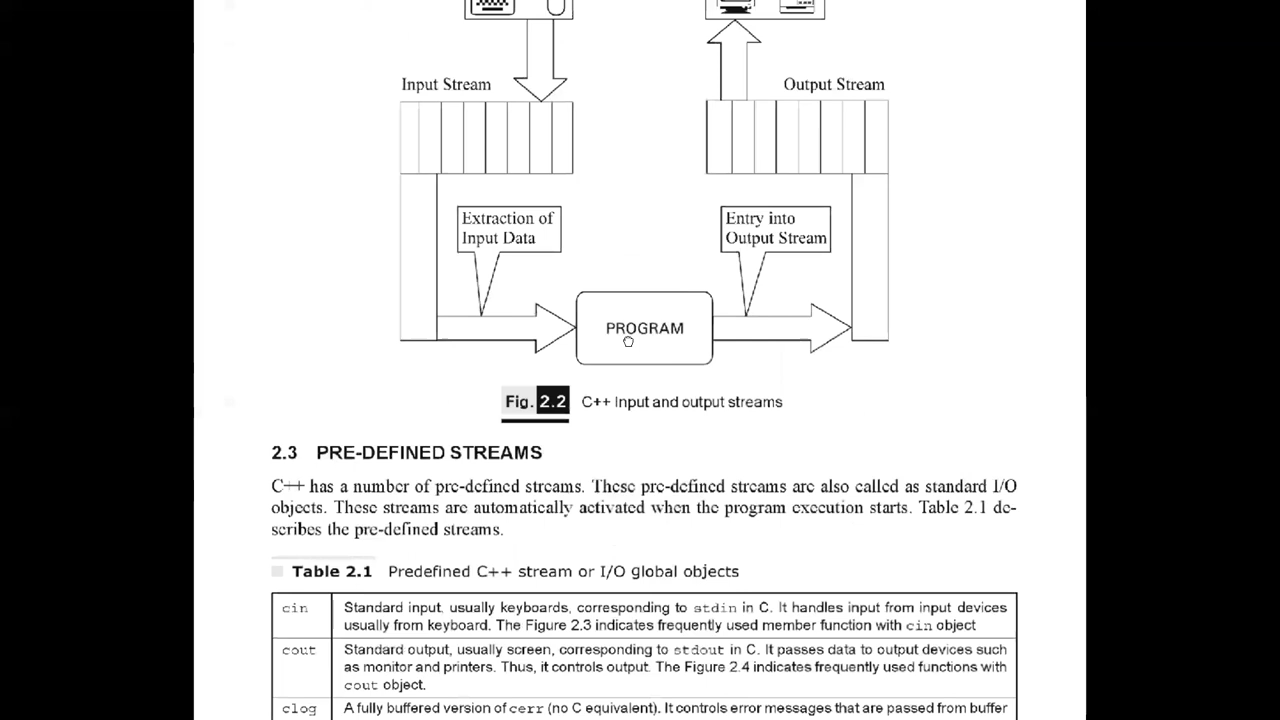 Input Stream
Output Stream
Extraction of
Input Data
Entry into
Output Stream
PROGRAM
Fig. 2.2 C++ Input and output streams
2.3 PRE-DEFINED STREAMS
C++ has a number of pre-defined streams. These pre-defined streams are also called as standard I/O
objects. These streams are automatically activated when the program execution starts. Table 2.1 de-
scribes the pre-defined streams.
Table 2.1 Predefined C++ stream or I/O global objects
cin Standard input, usually keyboards, corresponding to stdin in C. It handles input from input devices
usually from keyboard. The Figure 2.3 indicates frequently used member function with cin object
cout Standard output, usually screen, corresponding to stdout in C. It passes data to output devices such
as monitor and printers. Thus, it controls output. The Figure 2.4 indicates frequently used functions with
cout object.
clog A fully buffered version of cerr (no C equivalent). It controls error messages that are passed from buffer